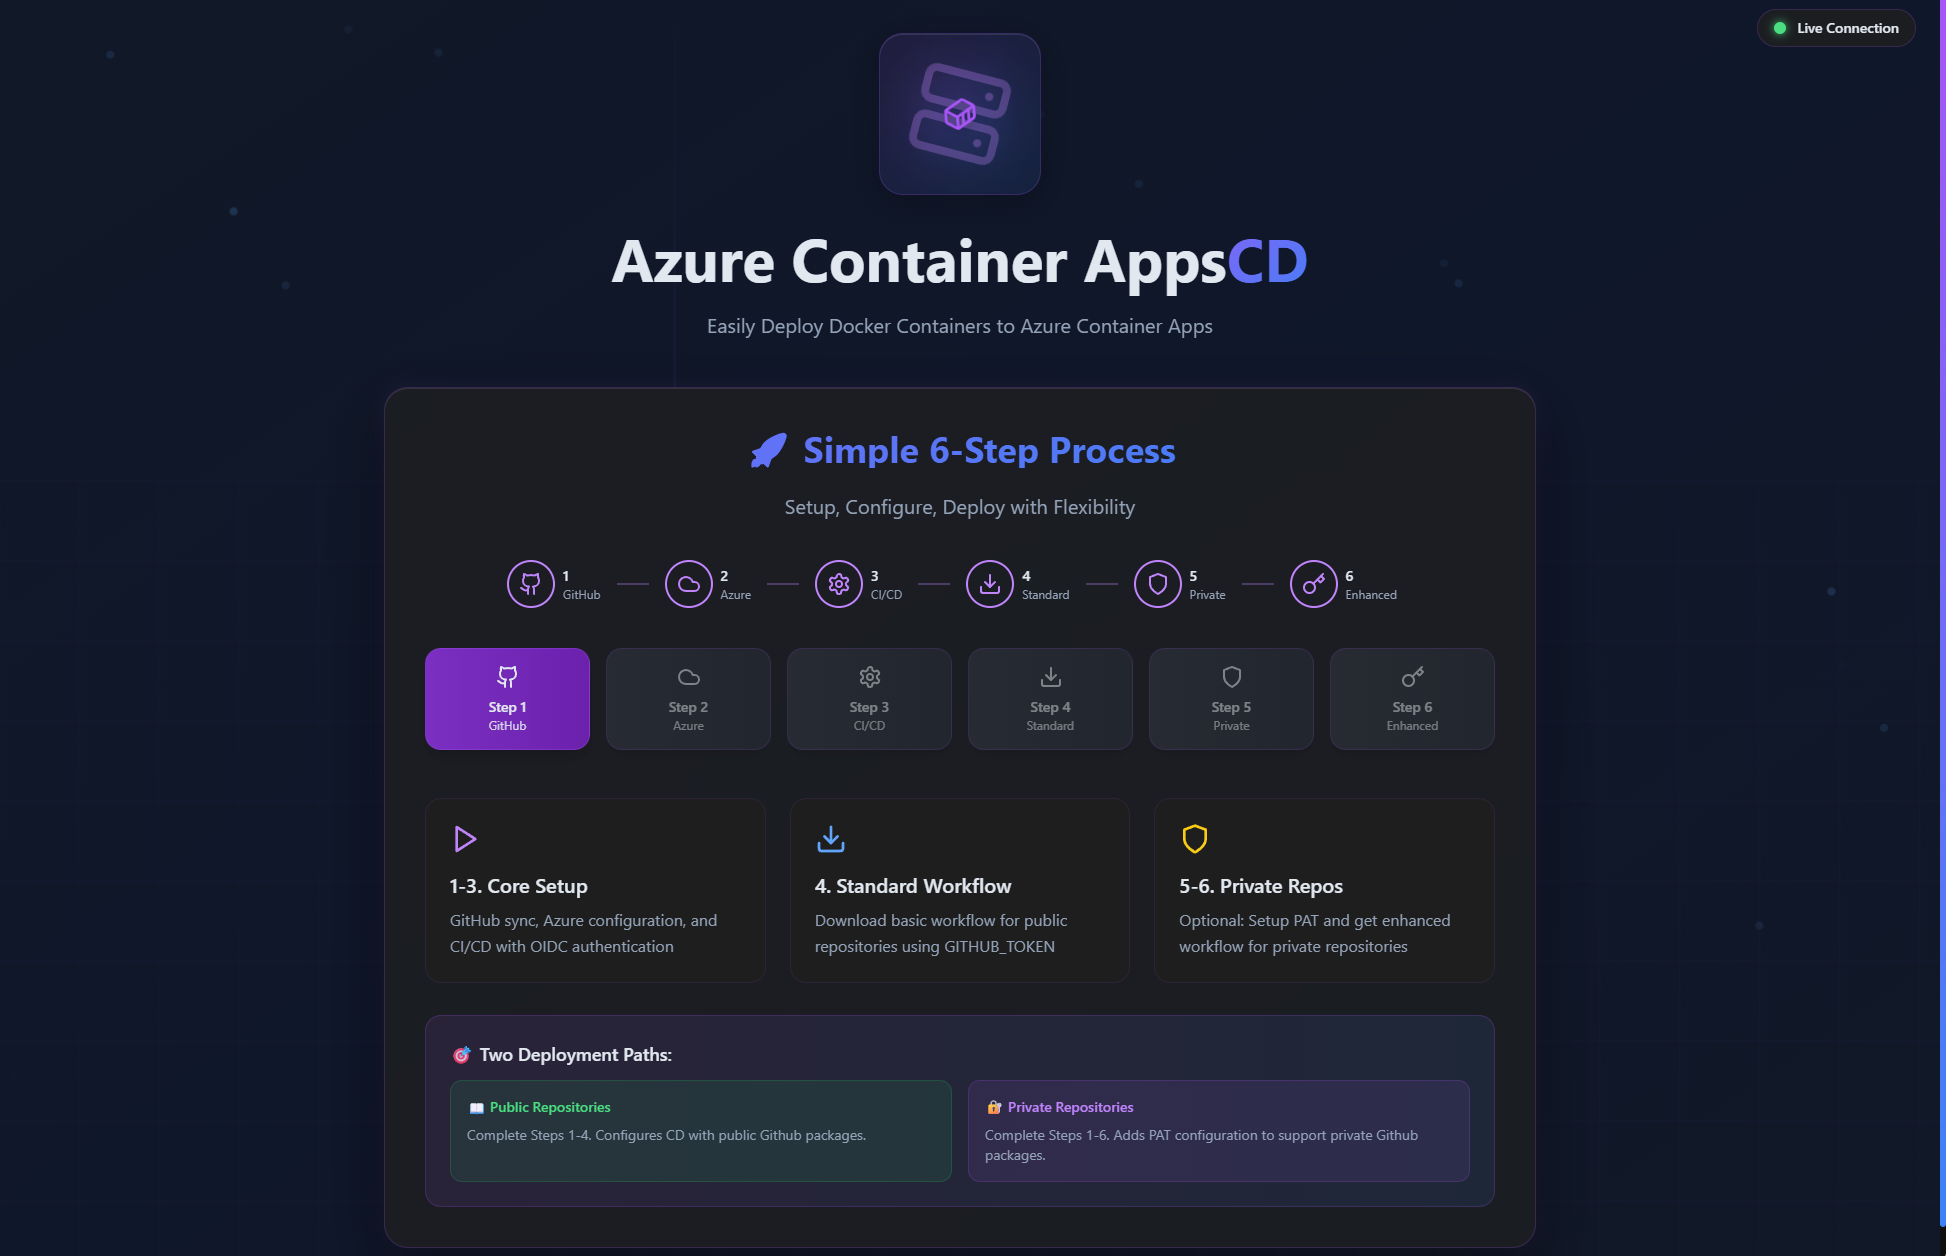 Live Connection
Azure Container AppsCD
Easily Deploy Docker Containers to Azure Container Apps
Simple 6-Step Process
Setup, Configure, Deploy with Flexibility
1
GitHub
2
Azure
3
CI/CD
4
Standard
5
Private
6
Enhanced
Step 1
GitHub
Step 2
Azure
Step 3
CI/CD
Step 4
Standard
Step 5
Private
Step 6
Enhanced
1-3. Core Setup
GitHub sync, Azure configuration, and
CI/CD with OIDC authentication
4. Standard Workflow
Download basic workflow for public
repositories using GITHUB_TOKEN
5-6. Private Repos
Optional: Setup PAT and get enhanced
workflow for private repositories
🎯 Two Deployment Paths:
📖 Public Repositories
Complete Steps 1-4. Configures CD with public Github packages.
🔐 Private Repositories
Complete Steps 1-6. Adds PAT configuration to support private Github
packages.